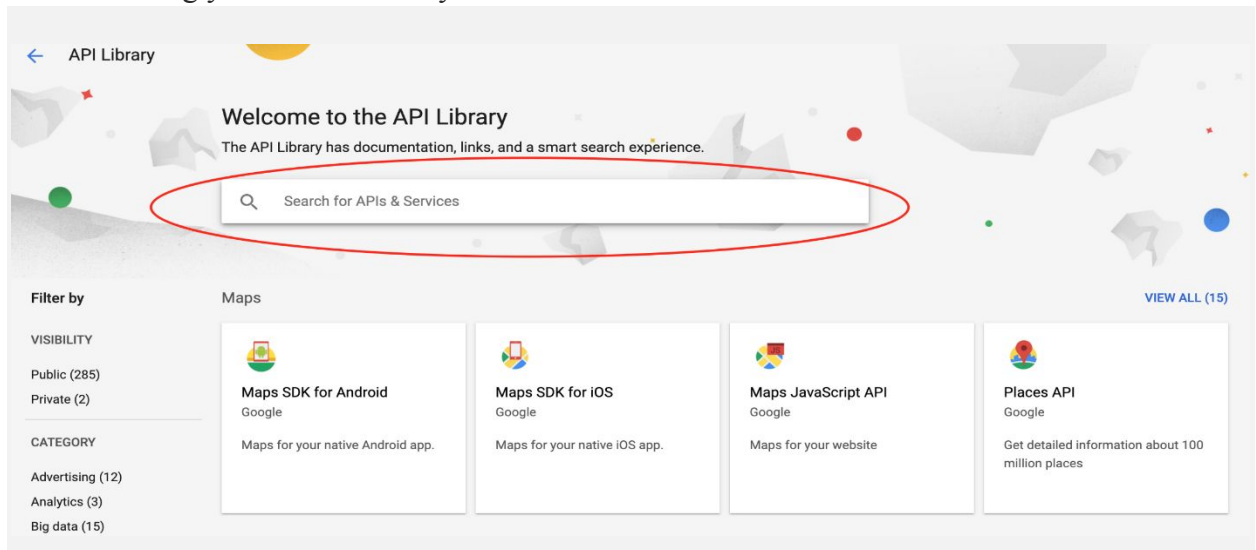 API Library
Welcome to the API Library
The API Library has documentation, links, and a smart search experience.
Search for APIs & Services
Filter by
VISIBILITY
Public (285)
Private (2)
CATEGORY
Advertising (12)
Analytics (3)
Big data (15)
Maps
VIEW ALL (15)
Maps SDK for Android
Google
Maps for your native Android app.
Maps SDK for iOS
Google
Maps for your native iOS app.
Maps JavaScript API
Google
Maps for your website
JS
Places API
Google
Get detailed information about 100
million places